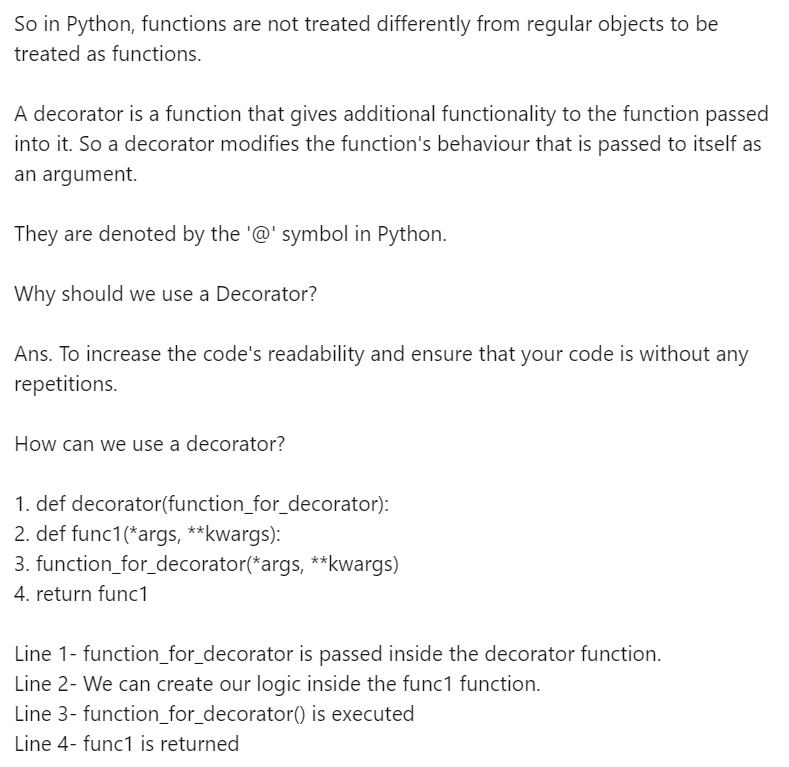 So in Python, functions are not treated differently from regular objects to be
treated as functions.
A decorator is a function that gives additional functionality to the function passed
into it. So a decorator modifies the function's behaviour that is passed to itself as
an argument.
They are denoted by the '@' symbol in Python.
Why should we use a Decorator?
Ans. To increase the code's readability and ensure that your code is without any
repetitions.
How can we use a decorator?
1. def decorator(function_for_decorator):
2. def func1(*args, **kwargs):
3. function_for_decorator(*args, **kwargs)
4. return func1
Line 1- function_for_decorator is passed inside the decorator function.
Line 2- We can create our logic inside the func1 function.
Line 3- function_for_decorator() is executed
Line 4- func1 is returned